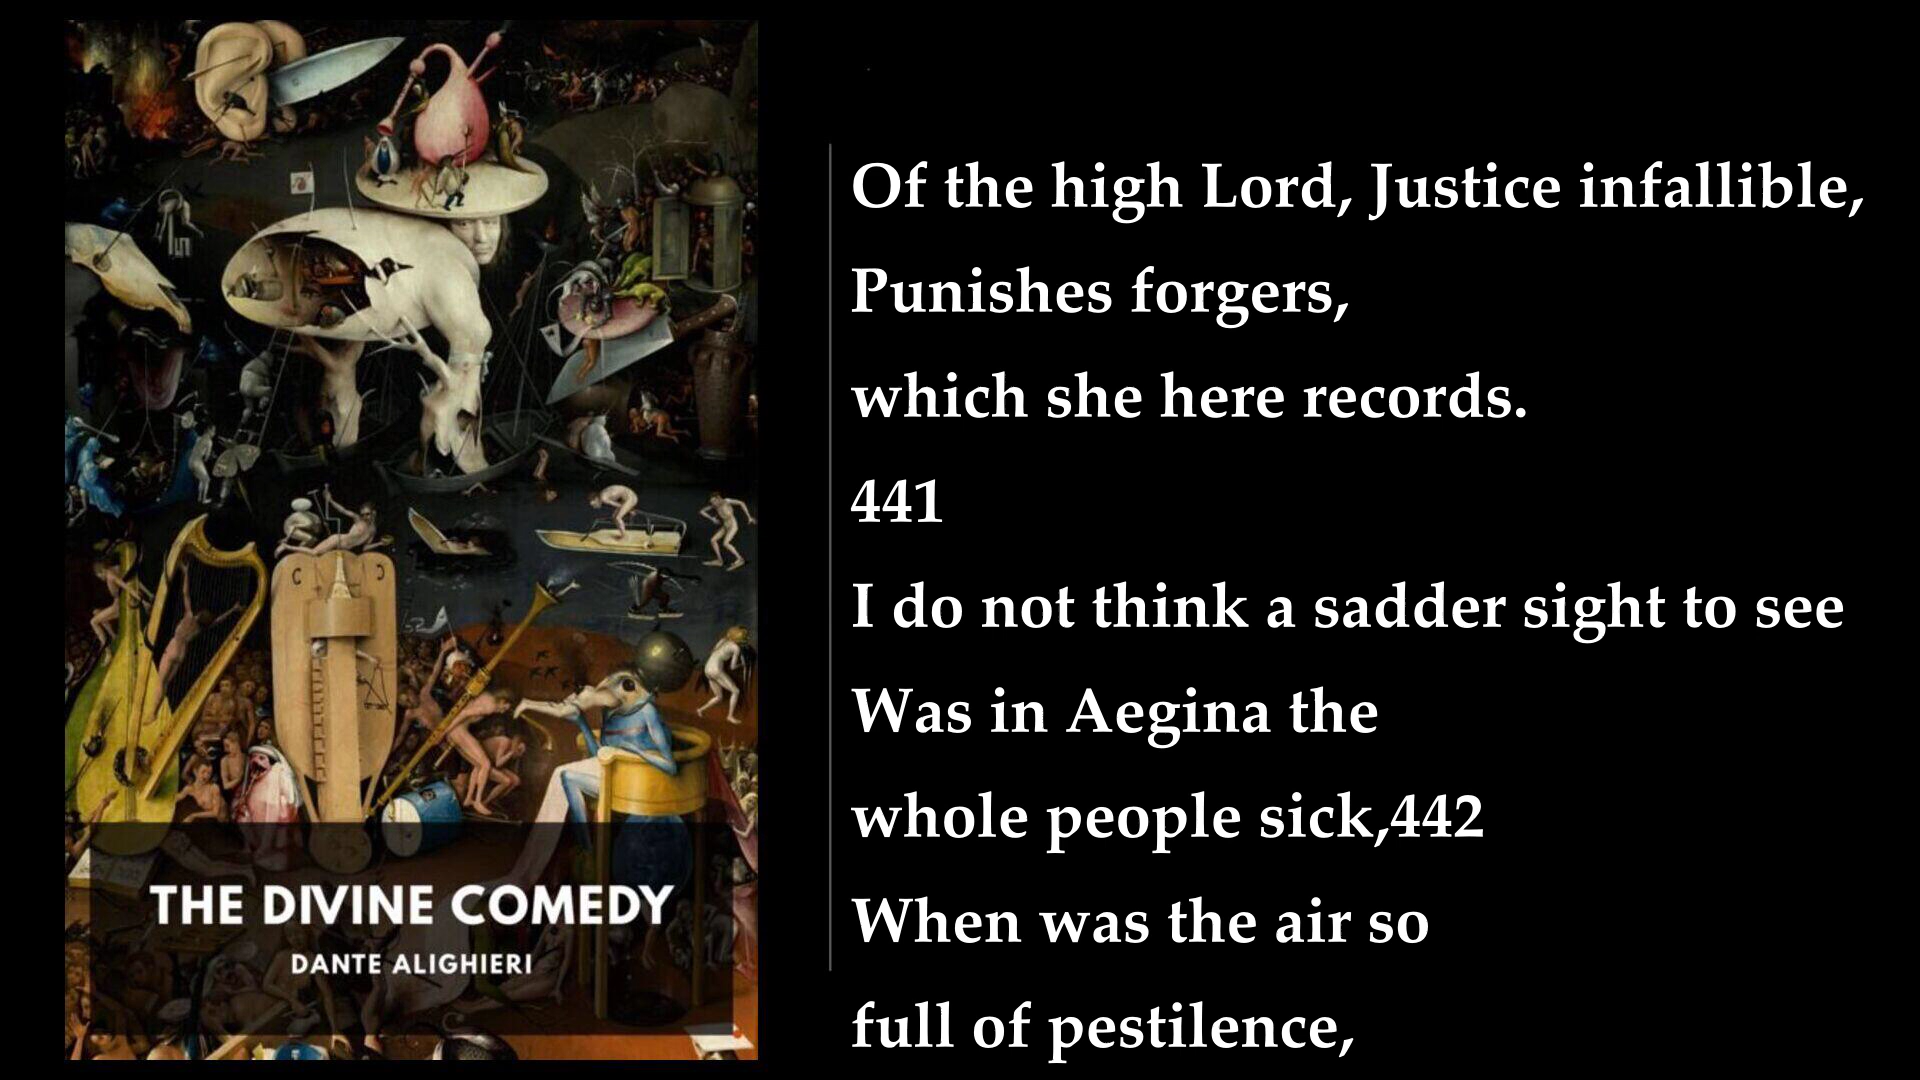 THE DIVINE COMEDY
DANTE ALIGHIERI
Of the high Lord, Justice infallible,
Punishes forgers,
which she here records.
441
I do not think a sadder sight to see
Was in Aegina the
whole people sick,442
When was the air so
full of pestilence,